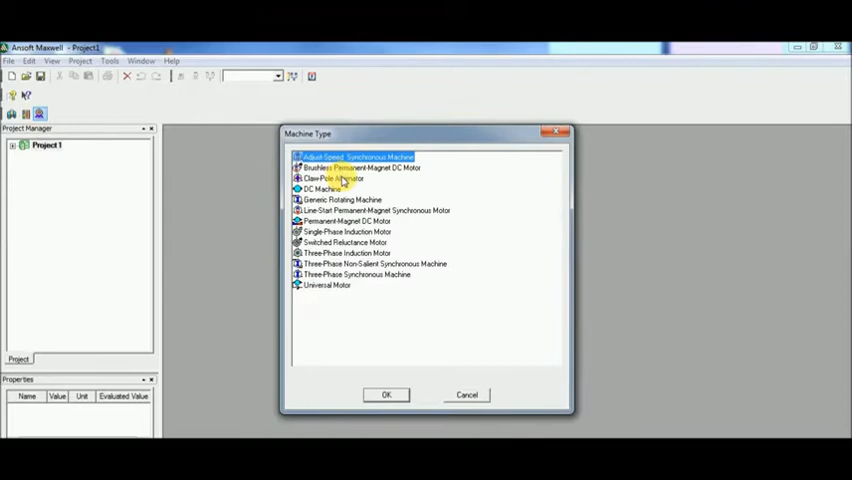 Ansoft Maxwell - Project1
File Edit View Project Tools Window Help
Project Manager
Project1
Machine Type
Adjust-Speed Synchronous Machine
Brushless Permanent-Magnet DC Motor
Claw-Pole Alternator
DC Machine
Generic Rotating Machine
Line-Start Permanent-Magnet Synchronous Motor
Permanent-Magnet DC Motor
Single-Phase Induction Motor
Switched Reluctance Motor
Three-Phase Induction Motor
Three-Phase Non-Salient Synchronous Machine
Three-Phase Synchronous Machine
Universal Motor
OK Cancel
Project
Properties
Name Value Unit Evaluated Value